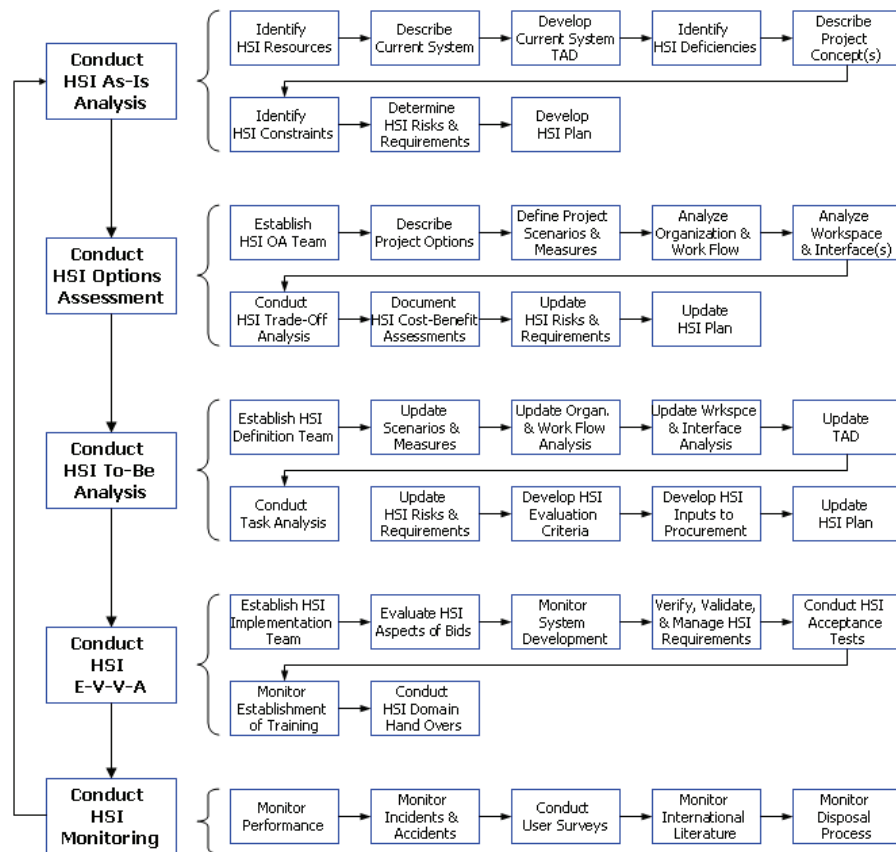 Conduct
HSI As-Is
Analysis
Identify
HSI Resources
Describe
Current System
Develop
Current System
TAD
Identify
HSI Deficiencies
Describe
Project
Concept(s)
Identify
HSI Constraints
Determine
HSI Risks &
Requirements
Develop
HSI Plan
Conduct
HSI Options
Assessment
Establish
HSI OA Team
Describe
Project Options
Define Project
Scenarios &
Measures
Analyze
Organization &
Work Flow
Analyze
Workspace
& Interface(s)
Conduct
HSI Trade-Off
Analysis
Document
HSI Cost-Benefit
Assessments
Update
HSI Risks &
Requirements
Update
HSI Plan
Conduct
HSI To-Be
Analysis
Establish HSI
Definition Team
Update
Scenarios &
Measures
Update Organ.
& Work Flow
Analysis
Update Wrkspce
& Interface
Analysis
Update
TAD
Conduct
Task Analysis
Update
HSI Risks &
Requirements
Develop HSI
Evaluation
Criteria
Develop HSI
Inputs to
Procurement
Update
HSI Plan
Conduct
HSI
E-V-V-A
Establish HSI
Implementation
Team
Evaluate HSI
Aspects of Bids
Monitor
System
Development
Verify, Validate,
& Manage HSI
Requirements
Conduct HSI
Acceptance
Tests
Monitor
Establishment
of Training
Conduct
HSI Domain
Hand Overs
Conduct
HSI
Monitoring
Monitor
Performance
Monitor
Incidents &
Accidents
Conduct
User Surveys
Monitor
International
Literature
Monitor
Disposal
Process